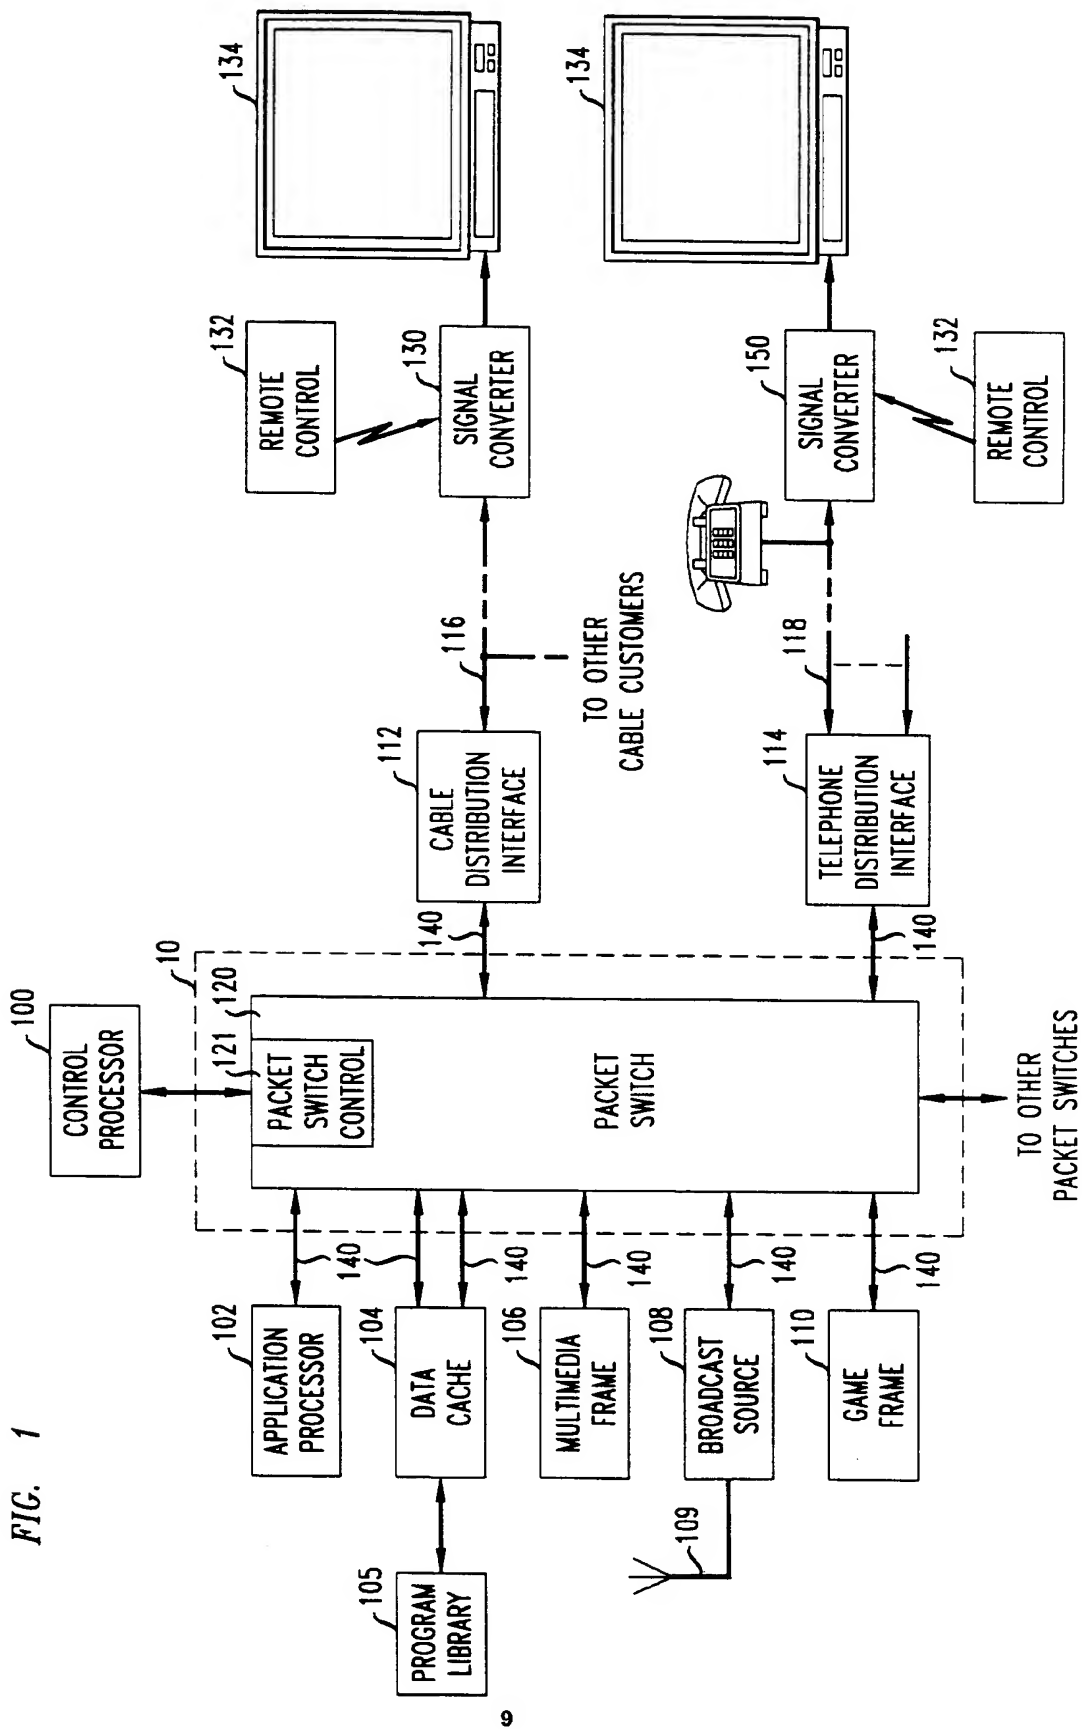 FIG. 1
100
CONTROL
PROCESSOR
10
121
120
PACKET
SWITCH
CONTROL
PACKET
SWITCH
TO OTHER
PACKET SWITCHES
102
APPLICATION
PROCESSOR
140
105
PROGRAM
LIBRARY
104
DATA
CACHE
140
106
MULTIMEDIA
FRAME
140
109
108
BROADCAST
SOURCE
140
110
GAME
FRAME
140
140
112
CABLE
DISTRIBUTION
INTERFACE
116
TO OTHER
CABLE CUSTOMERS
132
REMOTE
CONTROL
130
SIGNAL
CONVERTER
134
140
114
TELEPHONE
DISTRIBUTION
INTERFACE
118
150
SIGNAL
CONVERTER
132
REMOTE
CONTROL
134
9